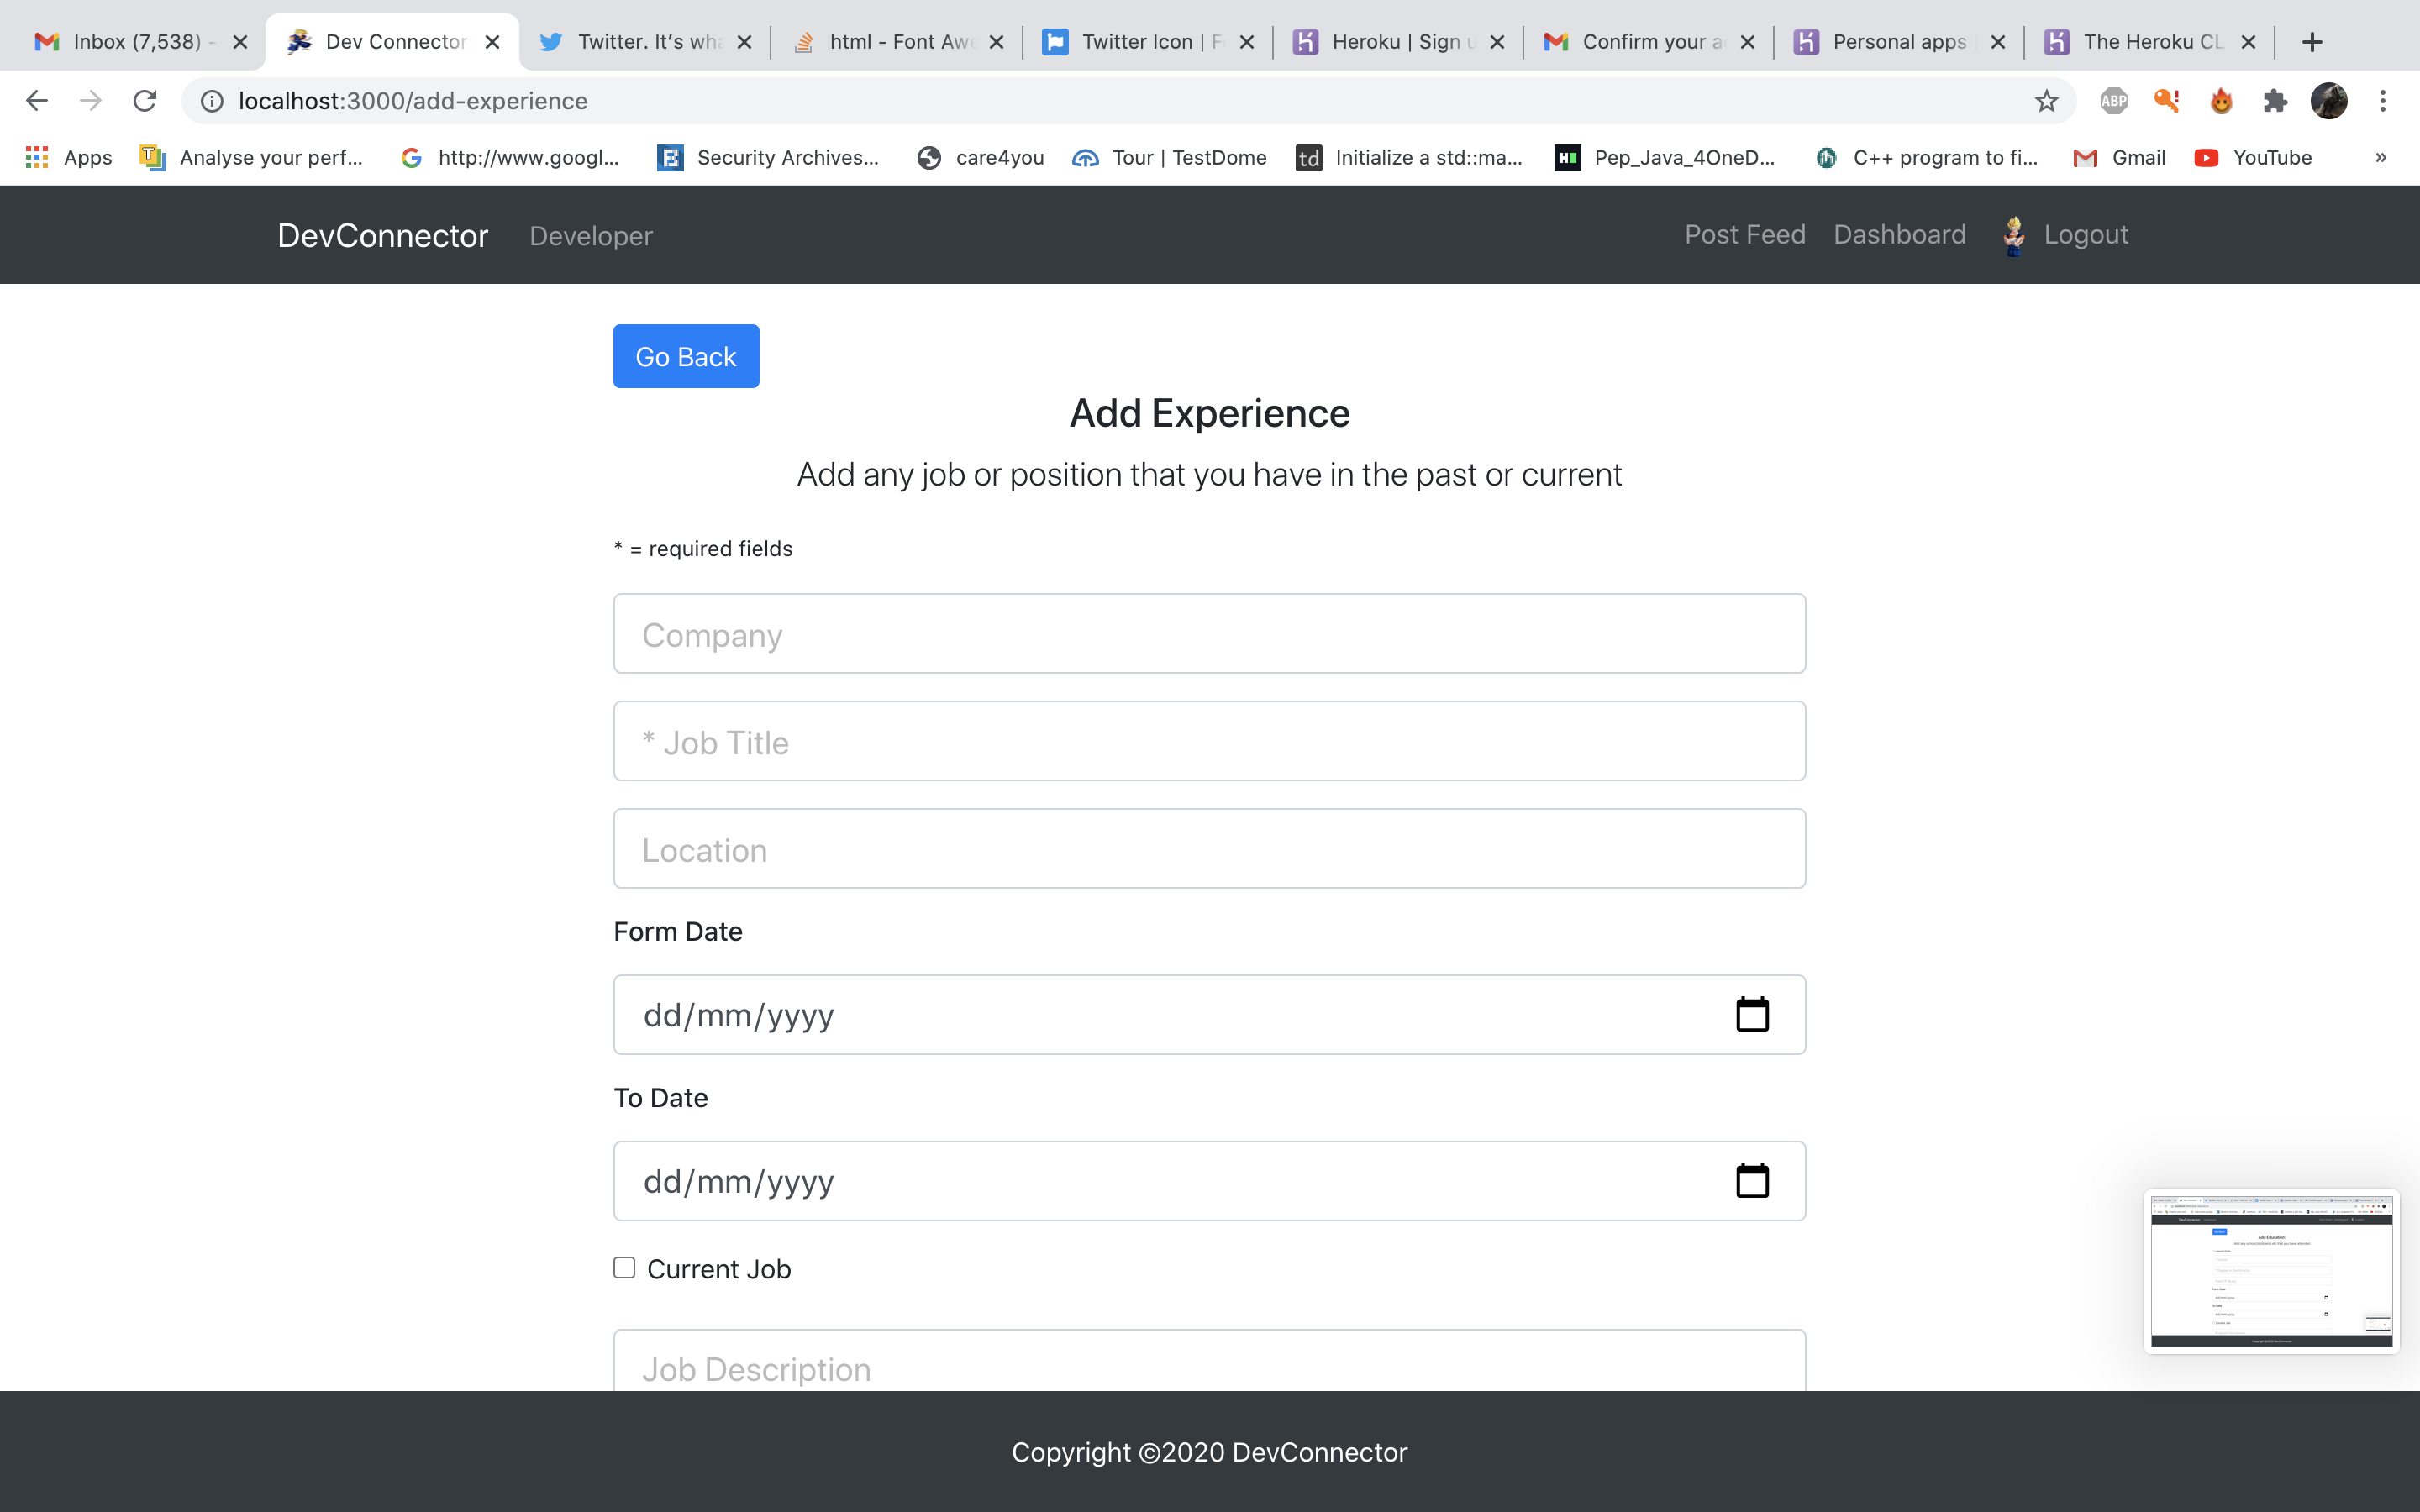 Inbox (7,538) -
Dev Connector
Twitter. It's wha
html - Font Awe
Twitter Icon | F
Heroku | Sign u
Confirm your a
Personal apps
The Heroku CL
localhost:3000/add-experience
ABP
Apps
Analyse your perf...
http://www.googl...
Security Archives...
care4you
Tour | TestDome
td
Initialize a std::ma...
Pep_Java_4OneD...
C++ program to fi...
Gmail
YouTube
»
DevConnector
Developer
Post Feed
Dashboard
Logout
Go Back
Add Experience
Add any job or position that you have in the past or current
* = required fields
Company
* Job Title
Location
Form Date
dd/mm/yyyy
To Date
dd/mm/yyyy
Current Job
Job Description
Copyright ©2020 DevConnector